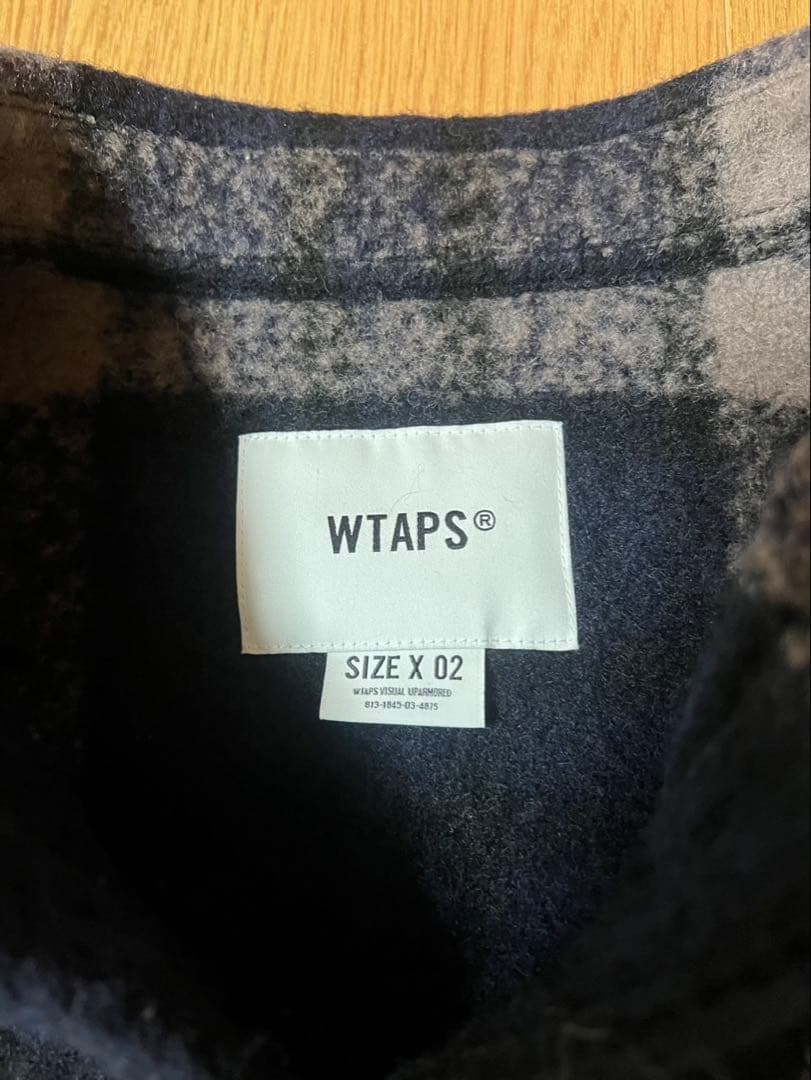 WTAPS®
SIZE X 02
WTAPS VISUAL UPARMORED
813-1845-03-4875